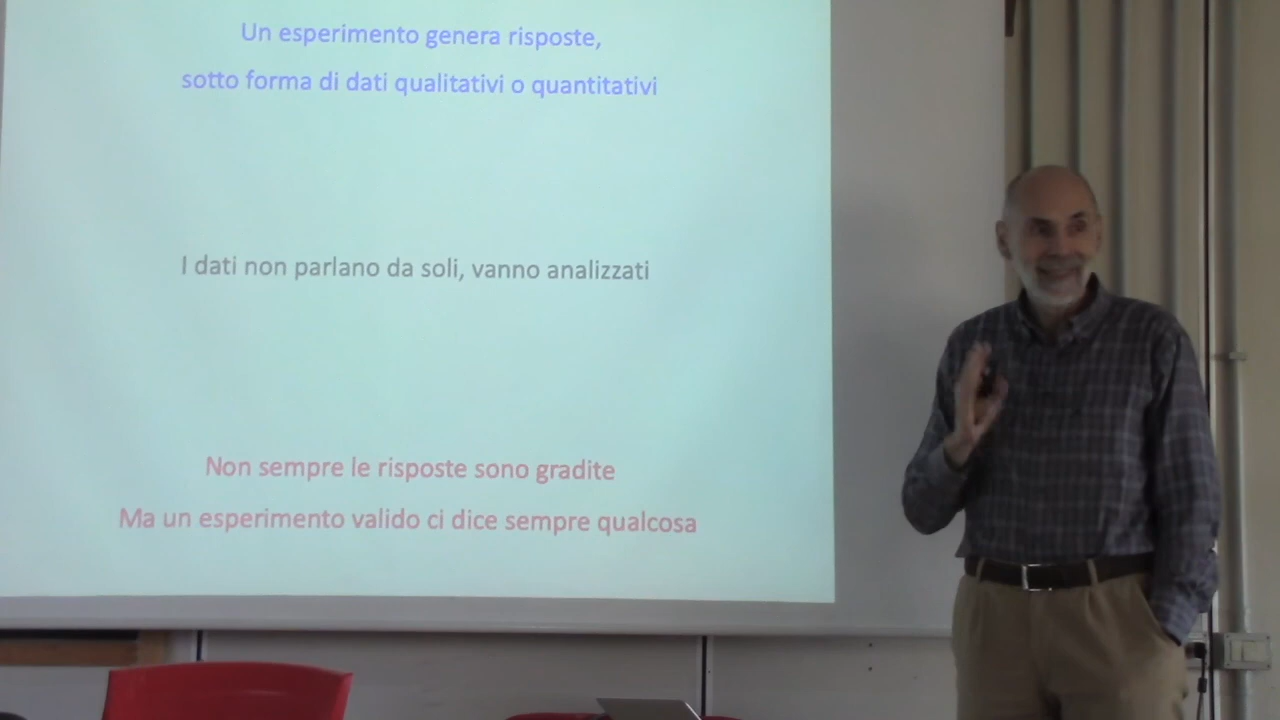 Un esperimento genera risposte,
sotto forma di dati qualitativi o quantitativi
I dati non parlano da soli, vanno analizzati
Non sempre le risposte sono gradite
Ma un esperimento valido ci dice sempre qualcosa